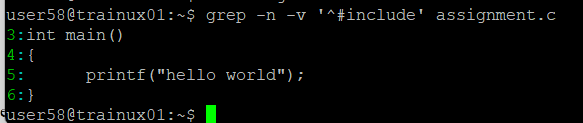 user58@trainux01:~$ grep -n -v '^#include' assignment.c
3:int main()
4:{
5:      printf("hello world");
6:}
user58@trainux01:~$